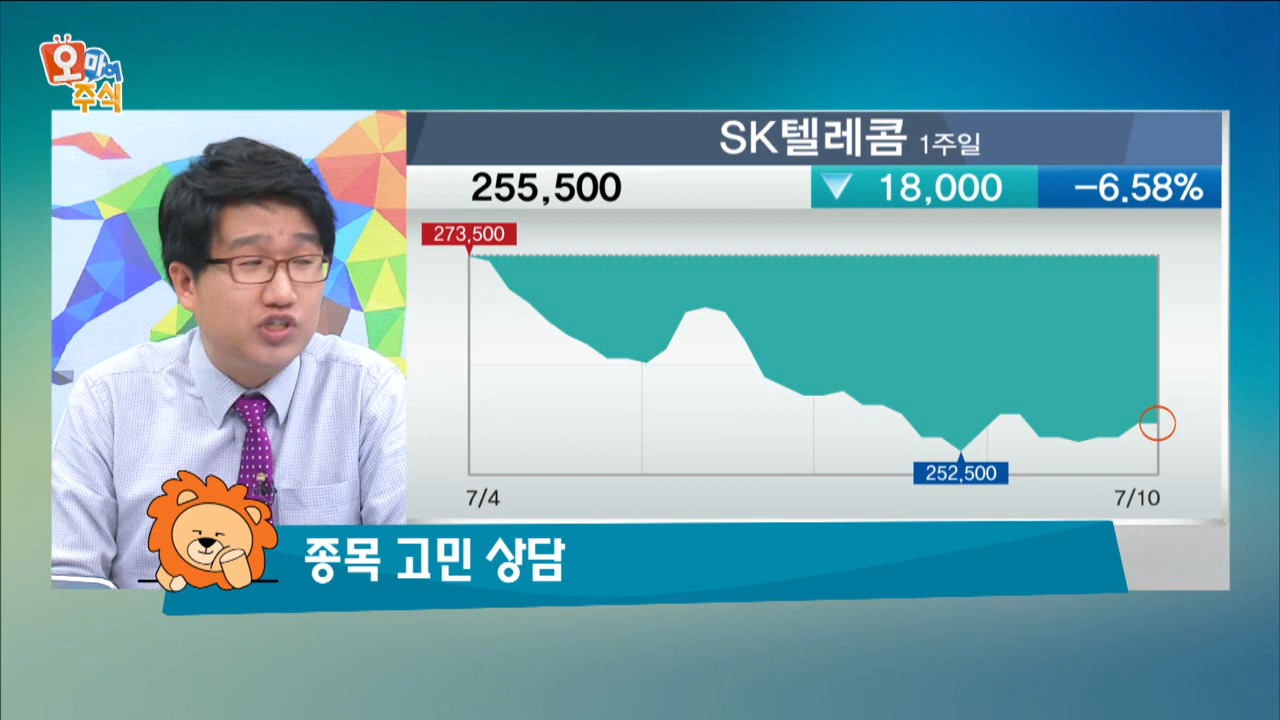 오마이
주식
SK텔레콤 1주일
255,500 ▼ 18,000 -6.58%
273,500
252,500
7/4 7/10
종목 고민 상담